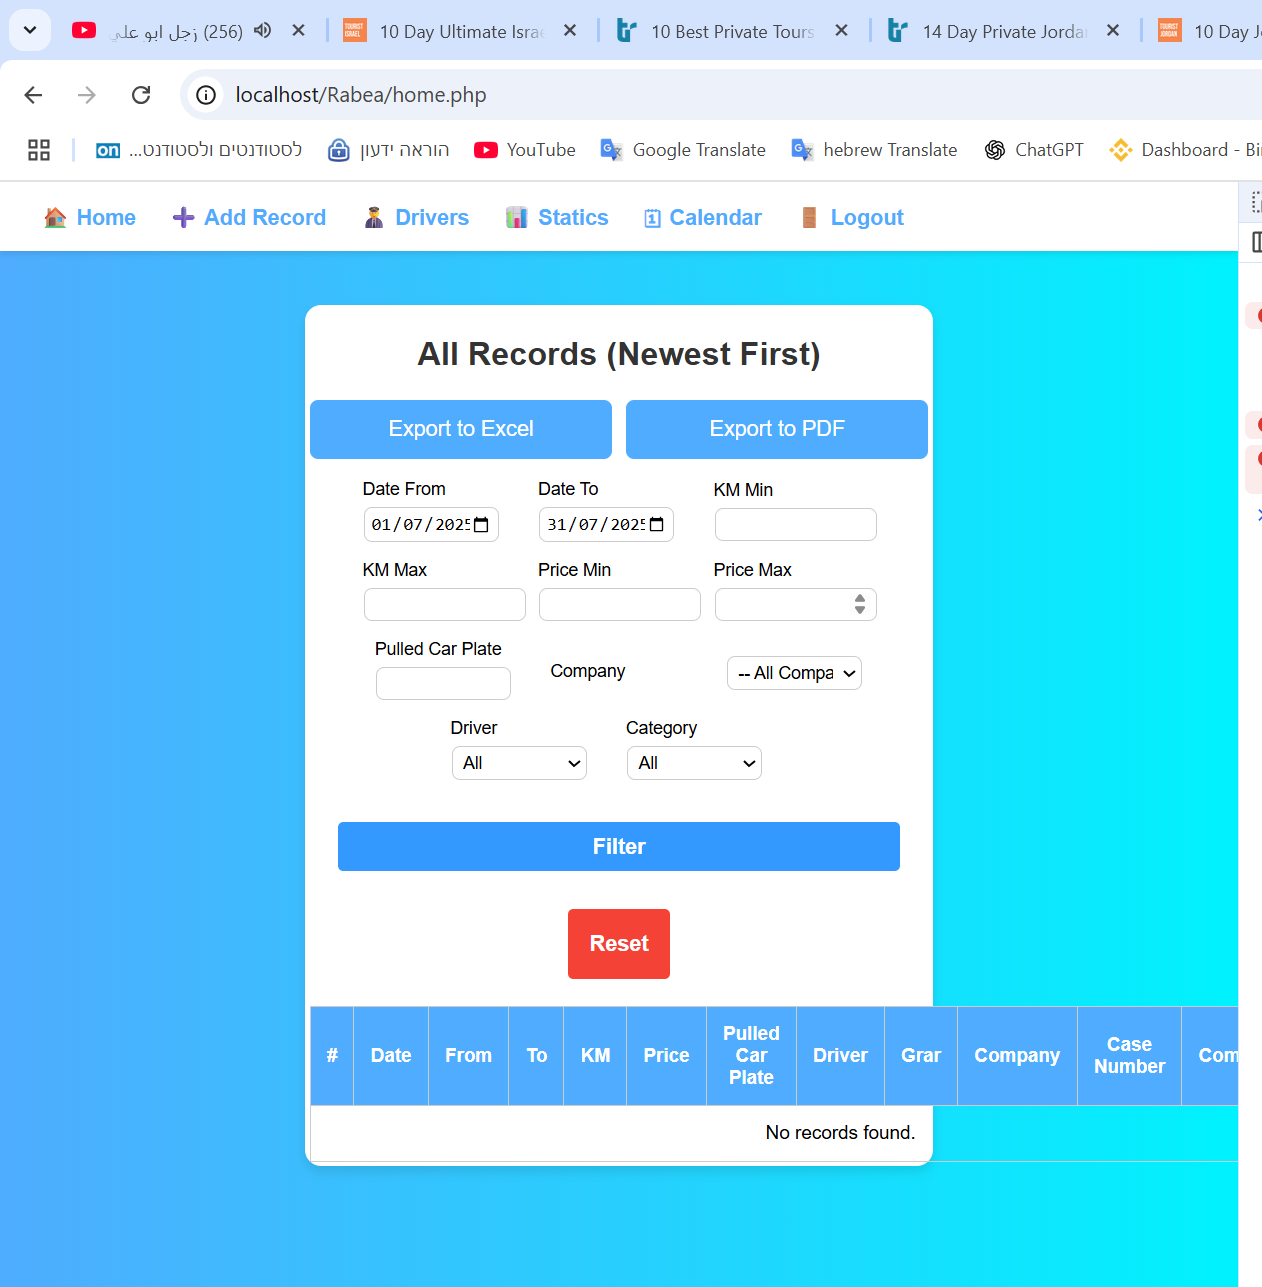 (256) زجل ابو علي
10 Day Ultimate Isra
10 Best Private Tours
14 Day Private Jorda
10 Day J
localhost/Rabea/home.php
לסטודנטים ולסטודנט...
הוראה ידעון
YouTube
Google Translate
hebrew Translate
ChatGPT
Dashboard - Bi
Home
Add Record
Drivers
Statics
Calendar
Logout
All Records (Newest First)
Export to Excel
Export to PDF
Date From
Date To
KM Min
01/07/2025
31/07/2025
KM Max
Price Min
Price Max
Pulled Car Plate
Company
-- All Compa
Driver
Category
All
All
Filter
Reset
# Date From To KM Price Pulled Car Plate Driver Grar Company Case Number Com
No records found.